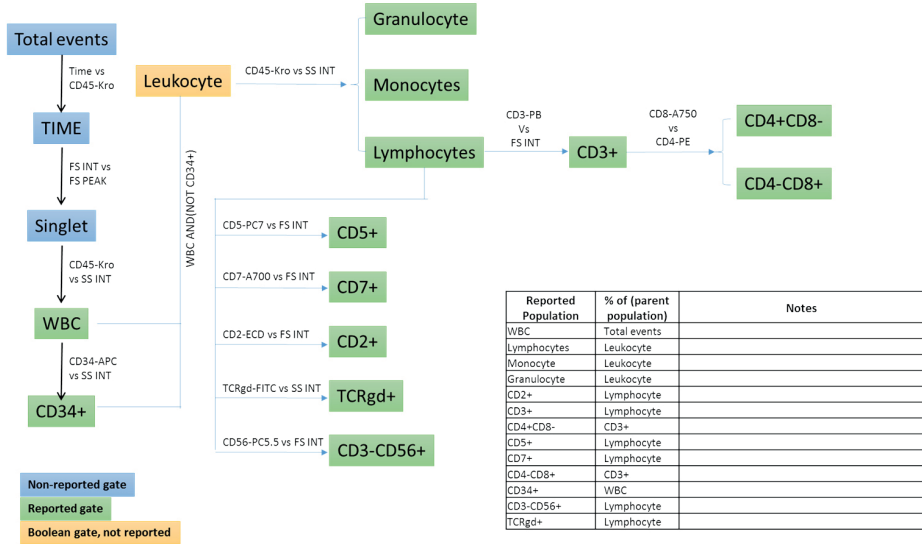 Total events
Time vs
CD45-Kro
TIME
FS INT vs
FS PEAK
Singlet
CD45-Kro
vs SS INT
WBC
CD34-APC
vs SS INT
CD34+
WBC AND(NOT CD34+)
Leukocyte
CD45-Kro vs SS INT
Granulocyte
Monocytes
Lymphocytes
CD3-PB
Vs
FS INT
CD3+
CD8-A750
vs
CD4-PE
CD4+CD8-
CD4-CD8+
CD5-PC7 vs FS INT
CD5+
CD7-A700 vs FS INT
CD7+
CD2-ECD vs FS INT
CD2+
TCRgd-FITC vs SS INT
TCRgd+
CD56-PC5.5 vs FS INT
CD3-CD56+
Non-reported gate
Reported gate
Boolean gate, not reported
Reported Population % of (parent population) Notes
WBC Total events
Lymphocytes Leukocyte
Monocyte Leukocyte
Granulocyte Leukocyte
CD2+ Lymphocyte
CD3+ Lymphocyte
CD4+CD8- CD3+
CD5+ Lymphocyte
CD7+ Lymphocyte
CD4-CD8+ CD3+
CD34+ WBC
CD3-CD56+ Lymphocyte
TCRgd+ Lymphocyte